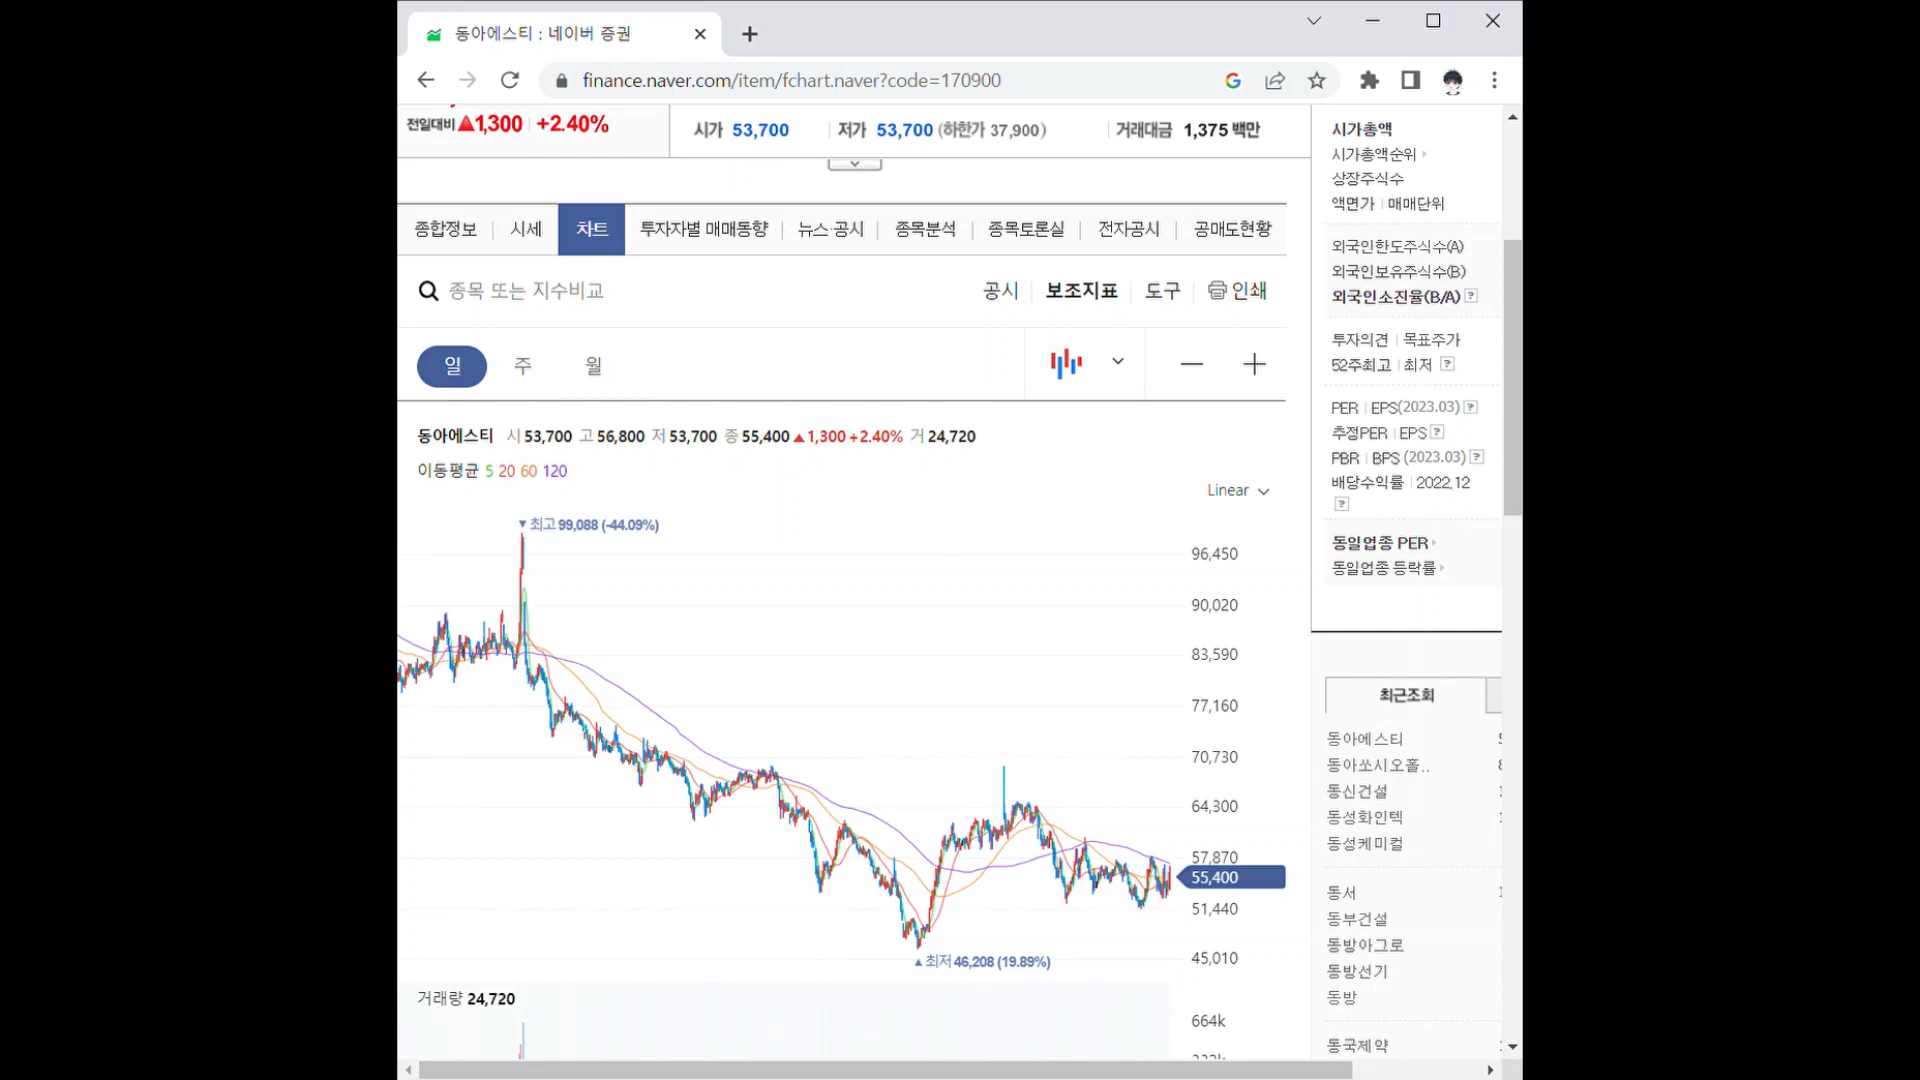 동아에스티 : 네이버 증권
finance.naver.com/item/fchart.naver?code=170900
전일대비 ▲1,300 +2.40%
시가 53,700 저가 53,700 (하한가 37,900) 거래대금 1,375 백만
종합정보 시세 차트 투자자별 매매동향 뉴스·공시 종목분석 종목토론실 전자공시 공매도현황
종목 또는 지수비교
공시 보조지표 도구 인쇄
일 주 월
동아에스티 시 53,700 고 56,800 저 53,700 종 55,400 ▲1,300 +2.40% 거 24,720
이동평균 5 20 60 120
Linear
▼최고 99,088 (-44.09%)
96,450
90,020
83,590
77,160
70,730
64,300
57,870
55,400
51,440
45,010
▲최저 46,208 (19.89%)
거래량 24,720
664k
시가총액
시가총액순위
상장주식수
액면가 매매단위
외국인한도주식수(A)
외국인보유주식수(B)
외국인소진율(B/A) ?
투자의견 목표주가
52주최고 최저 ?
PER EPS(2023.03) ?
추정PER EPS ?
PBR BPS (2023.03) ?
배당수익률 2022.12
?
동일업종 PER
동일업종 등락률
최근조회
동아에스티
동아쏘시오홀..
동신건설
동성화인텍
동성케미컬
동서
동부건설
동방아그로
동방선기
동방
동국제약